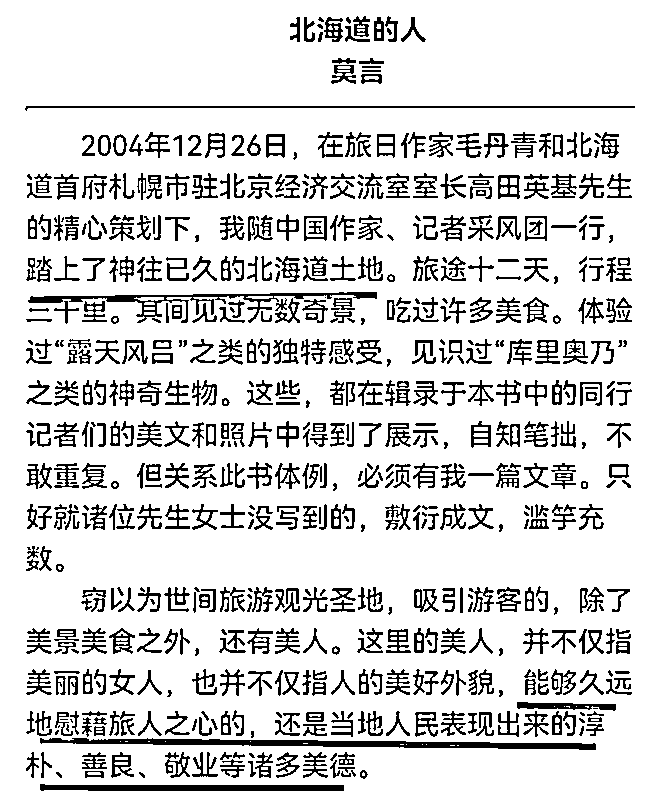 北海道的人
莫言
2004年12月26日，在旅日作家毛丹青和北海
道首府札幌市驻北京经济交流室室长高田英基先生
的精心策划下，我随中国作家、记者采风团一行，
踏上了神往已久的北海道土地。旅途十二天，行程
三千里。其间见过无数奇景，吃过许多美食。体验
过“露天风吕”之类的独特感受，见识过“库里奥乃”
之类的神奇生物。这些，都在辑录于本书中的同行
记者们的美文和照片中得到了展示，自知笔拙，不
敢重复。但关系此书体例，必须有我一篇文章。只
好就诸位先生女士没写到的，敷衍成文，滥竽充
数。
窃以为世间旅游观光圣地，吸引游客的，除了
美景美食之外，还有美人。这里的美人，并不仅指
美丽的女人，也并不仅指人的美好外貌，能够久远
地慰藉旅人之心的，还是当地人民表现出来的淳
朴、善良、敬业等诸多美德。